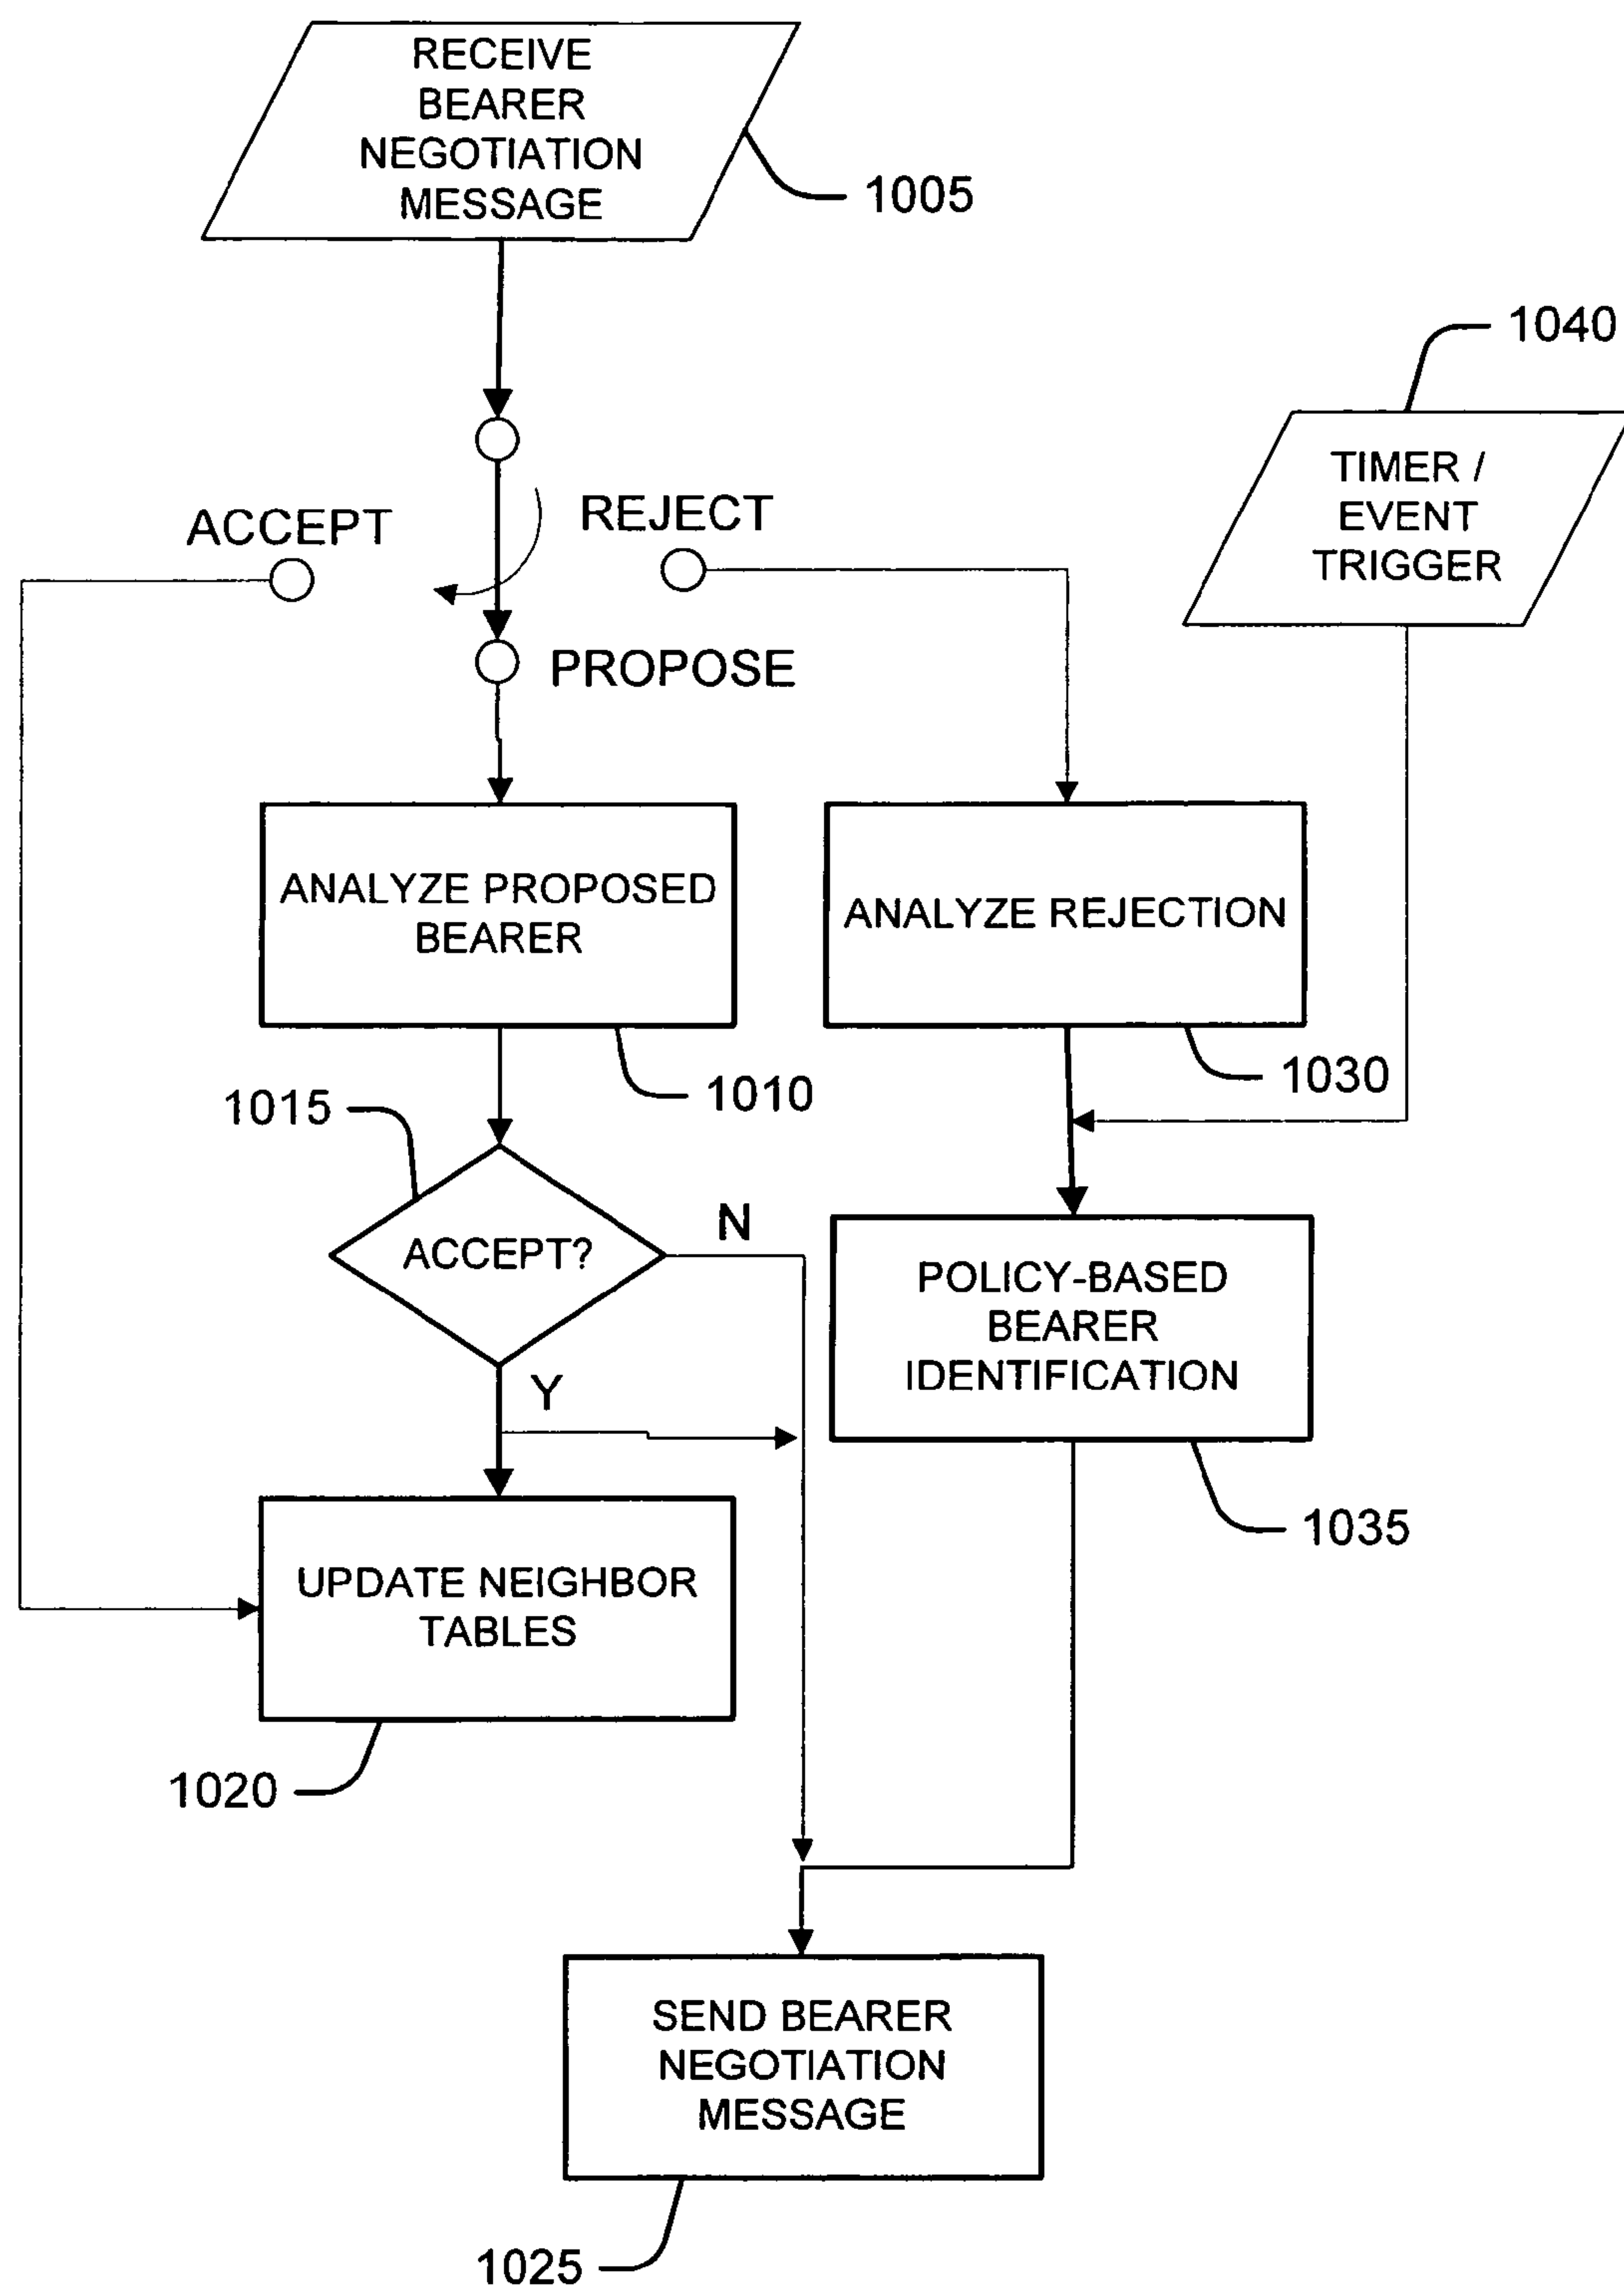 RECEIVE
BEARER
NEGOTIATION
MESSAGE
1005
1040
TIMER /
EVENT
TRIGGER
ACCEPT
REJECT
PROPOSE
ANALYZE PROPOSED
BEARER
1010
ANALYZE REJECTION
1030
1015
ACCEPT?
N
Y
POLICY-BASED
BEARER
IDENTIFICATION
1035
UPDATE NEIGHBOR
TABLES
1020
SEND BEARER
NEGOTIATION
MESSAGE
1025